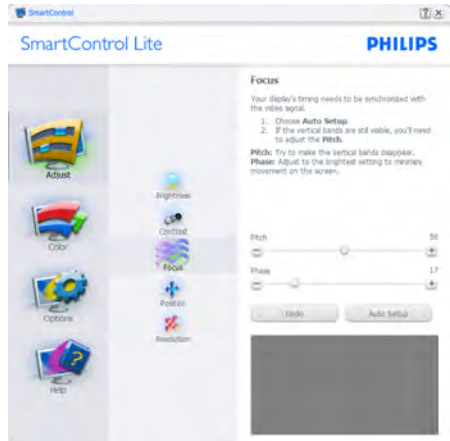 SmartControl
SmartControl Lite
PHILIPS
Focus
Your display's timing needs to be synchronized with
the video signal.
1. Choose Auto Setup.
2. If the vertical bands are still visible, you'll need
to adjust the Pitch.
Pitch: Try to make the vertical bands disappear.
Phase: Adjust to the brightest setting to minimize
movement on the screen.
Adjust
Color
Options
Help
Brightness
Contrast
Focus
Position
Resolution
Pitch 50
Phase 17
Undo
Auto Setup